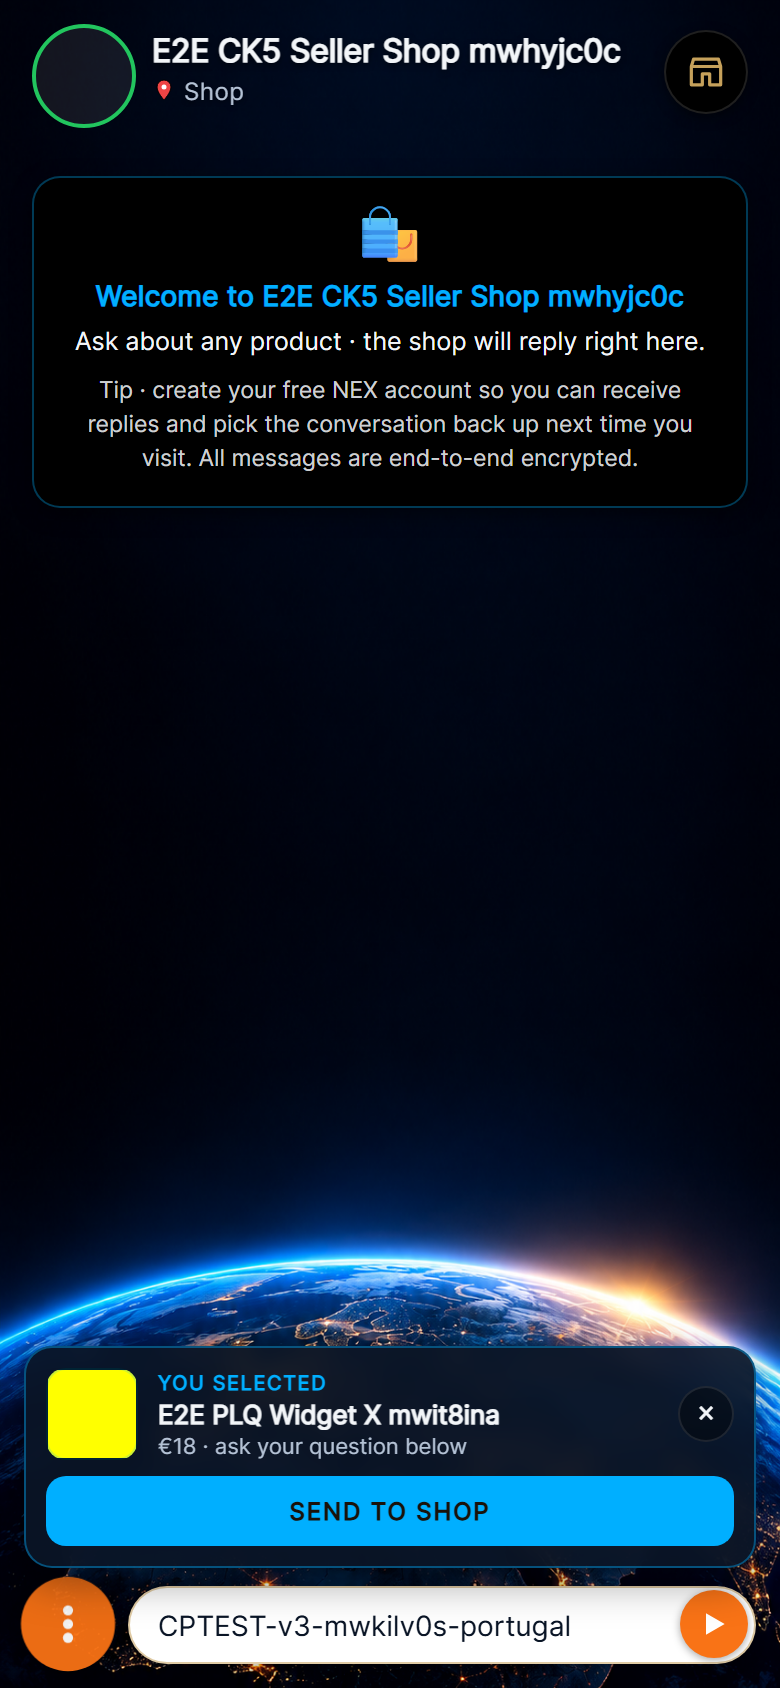 E2E CK5 Seller Shop mwhyjc0c
Shop
Welcome to E2E CK5 Seller Shop mwhyjc0c
Ask about any product · the shop will reply right here.
Tip · create your free NEX account so you can receive
replies and pick the conversation back up next time you
visit. All messages are end-to-end encrypted.
YOU SELECTED
E2E PLQ Widget X mwit8ina
€18 · ask your question below
SEND TO SHOP
CPTEST-v3-mwkilv0s-portugal